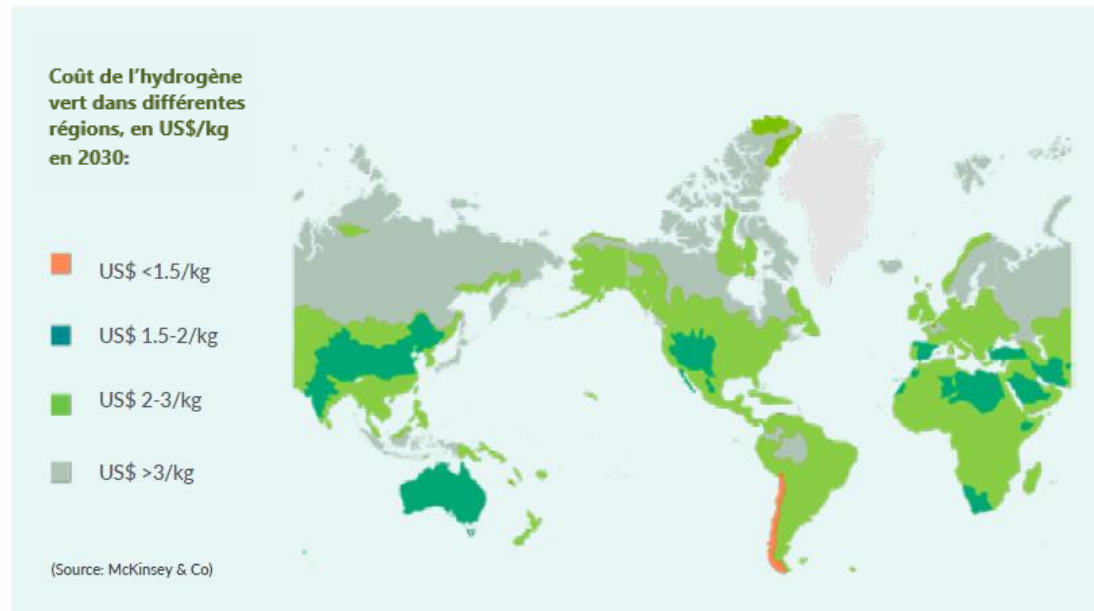 Coût de l’hydrogène
vert dans différentes
régions, en US$/kg
en 2030:
US$ <1.5/kg
US$ 1.5-2/kg
US$ 2-3/kg
US$ >3/kg
(Source: McKinsey & Co)